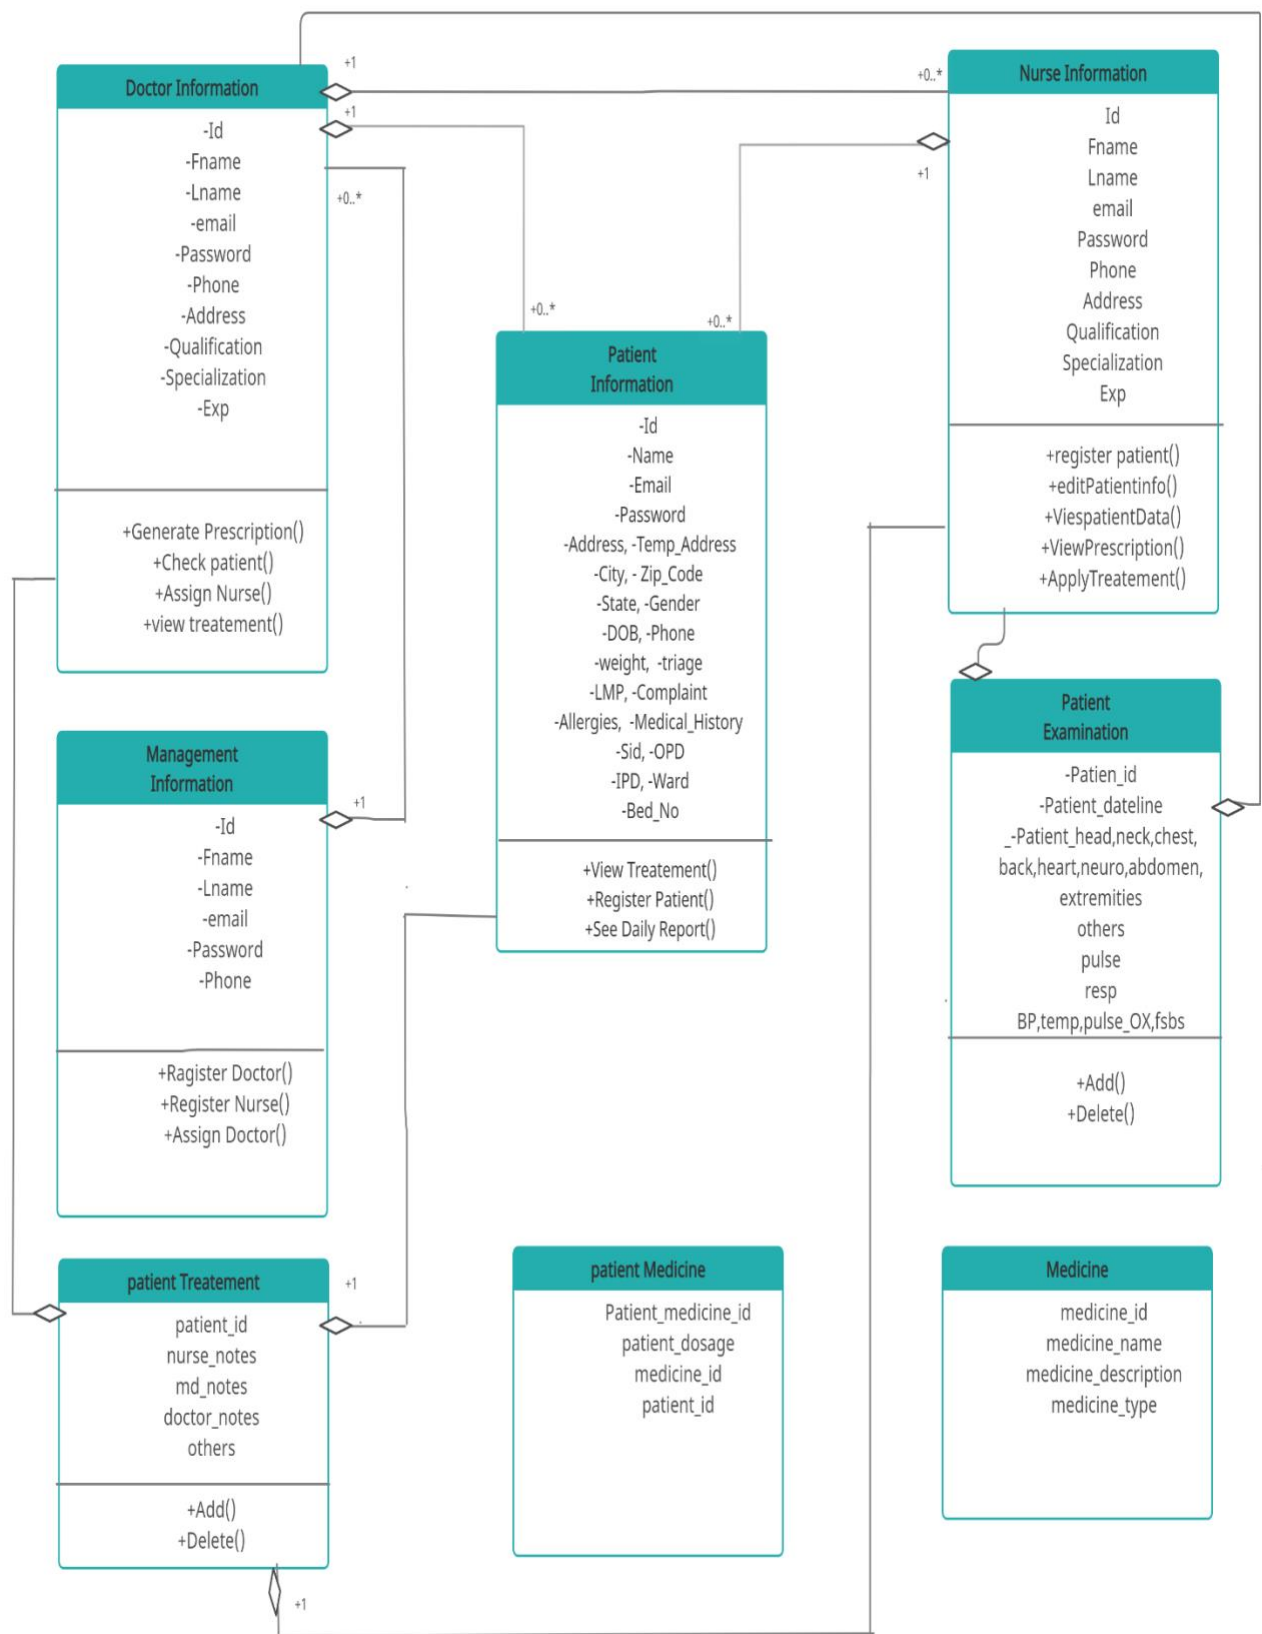 +1
+0..*
Doctor Information
-Id
-Fname
-Lname
-email
-Password
-Phone
-Address
-Qualification
-Specialization
-Exp
+Generate Prescription()
+Check patient()
+Assign Nurse()
+view treatement()
+1
+0..*
Nurse Information
Id
Fname
Lname
email
Password
Phone
Address
Qualification
Specialization
Exp
+register patient()
+editPatientinfo()
+ViespatientData()
+ViewPrescription()
+ApplyTreatement()
+1
+0..*
+0..*
Patient
Information
-Id
-Name
-Email
-Password
-Address, -Temp_Address
-City, - Zip_Code
-State, -Gender
-DOB, -Phone
-weight, -triage
-LMP, -Complaint
-Allergies, -Medical_History
-Sid, -OPD
-IPD, -Ward
-Bed_No
+View Treatement()
+Register Patient()
+See Daily Report()
Management
Information
+1
-Id
-Fname
-Lname
-email
-Password
-Phone
+Ragister Doctor()
+Register Nurse()
+Assign Doctor()
Patient
Examination
-Patien_id
-Patient_dateline
_-Patient_head,neck,chest,
back,heart,neuro,abdomen,
extremities
others
pulse
resp
BP,temp,pulse_OX,fsbs
+Add()
+Delete()
patient Treatement
+1
patient_id
nurse_notes
md_notes
doctor_notes
others
+Add()
+Delete()
+1
patient Medicine
Patient_medicine_id
patient_dosage
medicine_id
patient_id
Medicine
medicine_id
medicine_name
medicine_description
medicine_type